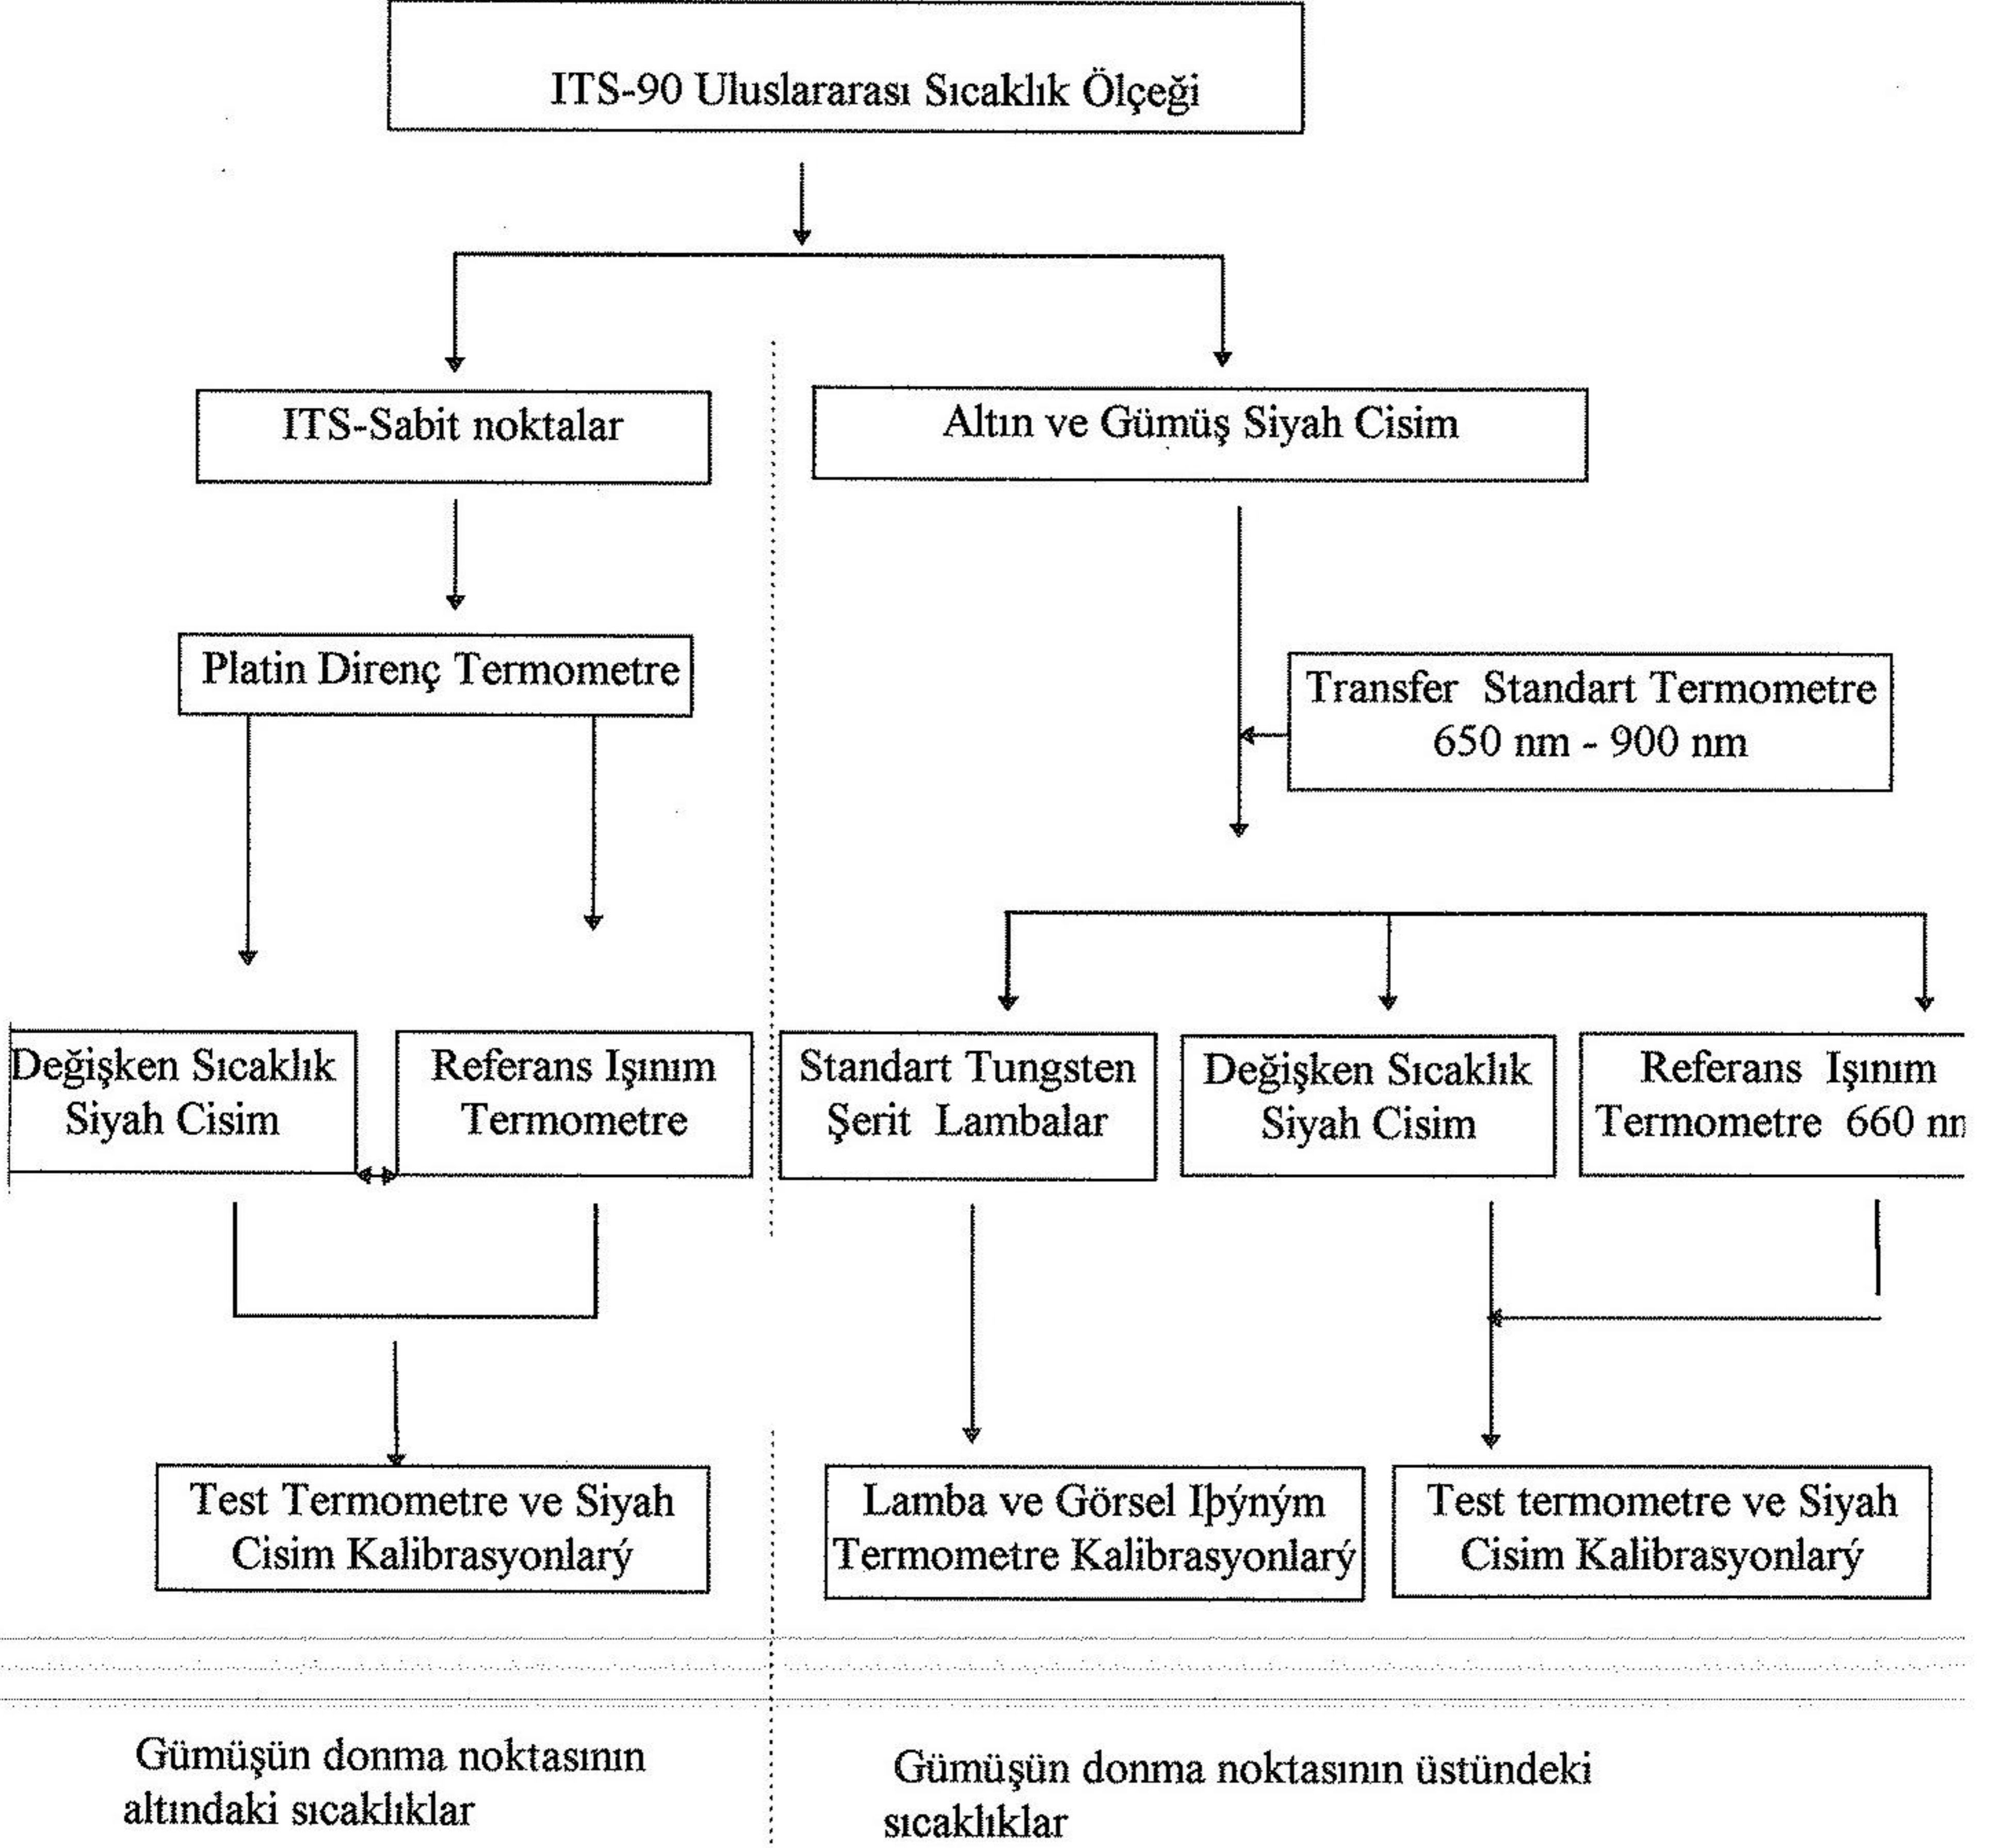 ITS-90 Uluslararası Sıcaklık Ölçeği
ITS-Sabit noktalar
Altın ve Gümüş Siyah Cisim
Platin Direnç Termometre
Transfer Standart Termometre
650 nm - 900 nm
Değişken Sıcaklık
Siyah Cisim
Referans Işınım
Termometre
Standart Tungsten
Şerit Lambalar
Değişken Sıcaklık
Siyah Cisim
Referans Işınım
Termometre 660 nm
Test Termometre ve Siyah
Cisim Kalibrasyonlarý
Lamba ve Görsel Iþýným
Termometre Kalibrasyonlarý
Test termometre ve Siyah
Cisim Kalibrasyonlarý
Gümüşün donma noktasının
altındaki sıcaklıklar
Gümüşün donma noktasının üstündeki
sıcaklıklar